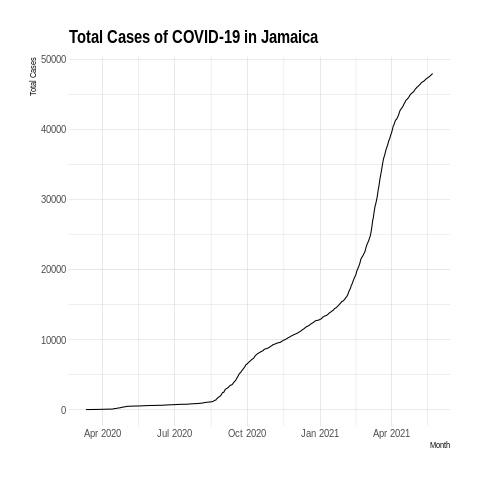 Total Cases of COVID-19 in Jamaica
Total Cases
50000
40000
30000
20000
10000
0
Apr 2020 Jul 2020 Oct 2020 Jan 2021 Apr 2021
Month